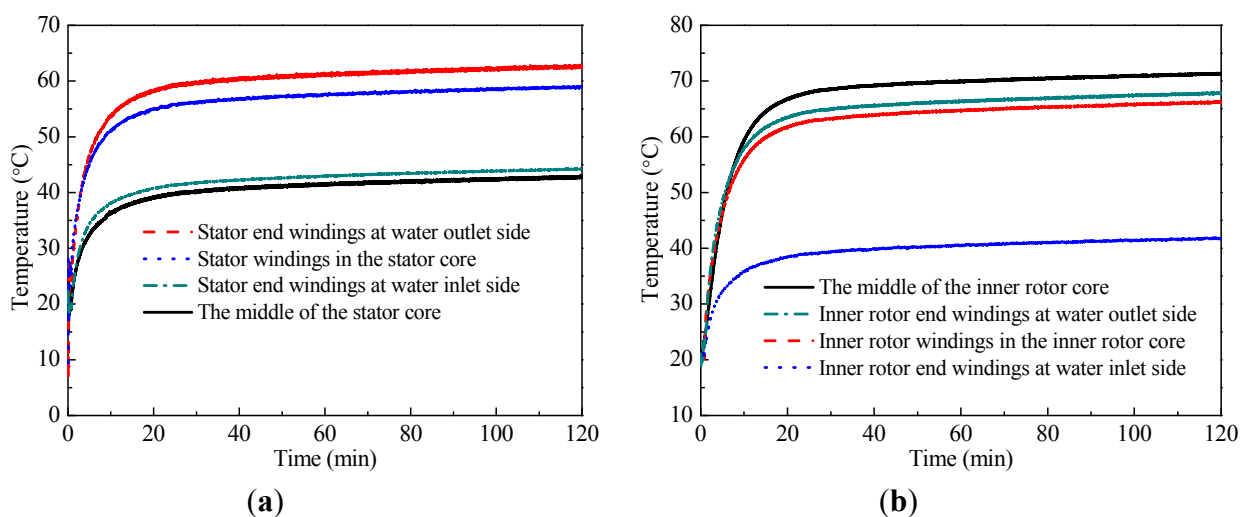 70
60
50
40
30
20
10
0
Temperature (°C)
Stator end windings at water outlet side
Stator windings in the stator core
Stator end windings at water inlet side
The middle of the stator core
0 20 40 60 80 100 120
Time (min)
(a)
80
70
60
50
40
30
20
10
Temperature (°C)
The middle of the inner rotor core
Inner rotor end windings at water outlet side
Inner rotor windings in the inner rotor core
Inner rotor end windings at water inlet side
0 20 40 60 80 100 120
Time (min)
(b)